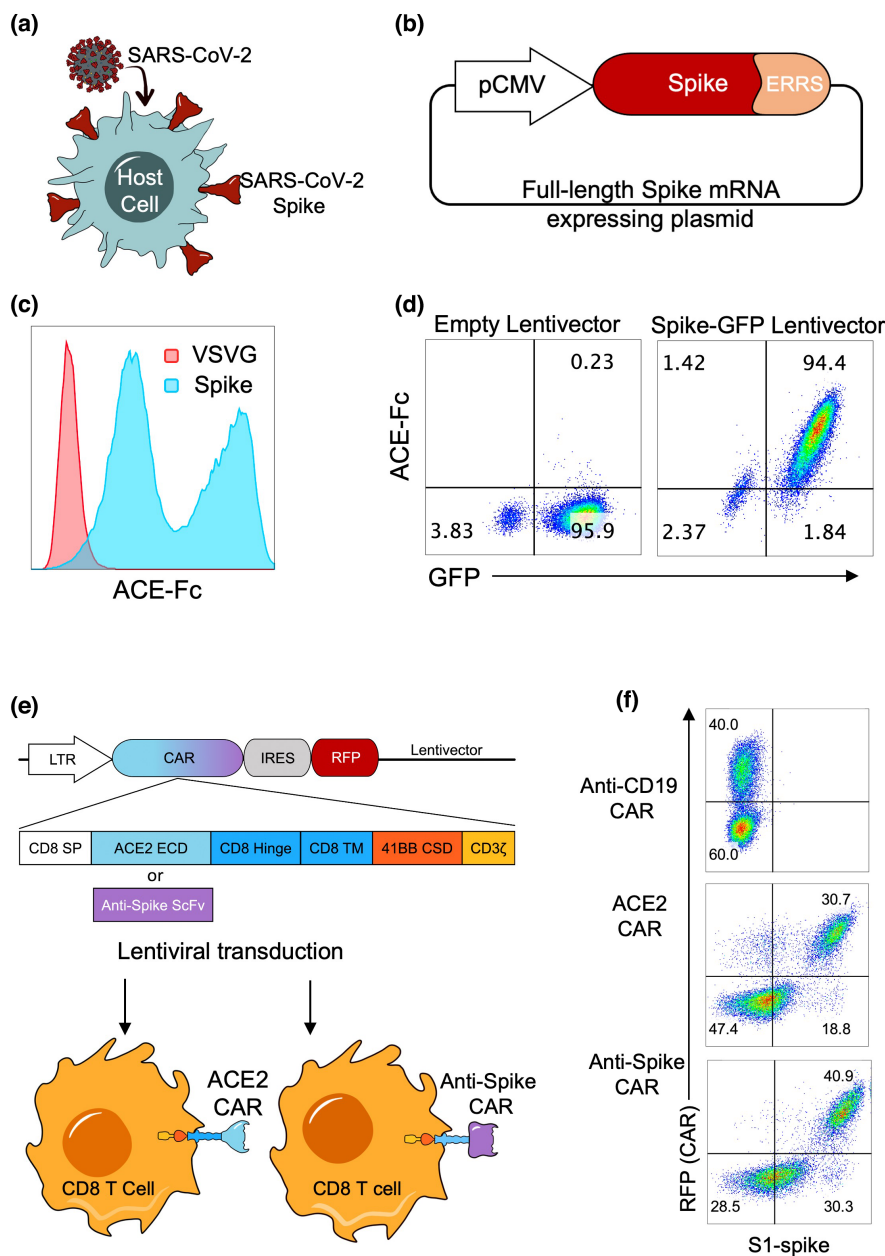 (a)
SARS-CoV-2
Host
Cell
SARS-CoV-2
Spike
(b)
pCMV
Spike
ERRS
Full-length Spike mRNA
expressing plasmid
(c)
VSVG
Spike
ACE-Fc
(d)
Empty Lentivector
Spike-GFP Lentivector
ACE-Fc
0.23
3.83
95.9
1.42
94.4
2.37
1.84
GFP
(e)
LTR
CAR
IRES
RFP
Lentivector
CD8 SP
ACE2 ECD
CD8 Hinge
CD8 TM
41BB CSD
CD3ζ
or
Anti-Spike ScFv
Lentiviral transduction
ACE2
CAR
CD8 T Cell
Anti-Spike
CAR
CD8 T cell
(f)
Anti-CD19
CAR
40.0
60.0
ACE2
CAR
30.7
47.4
18.8
Anti-Spike
CAR
40.9
28.5
30.3
RFP (CAR)
S1-spike